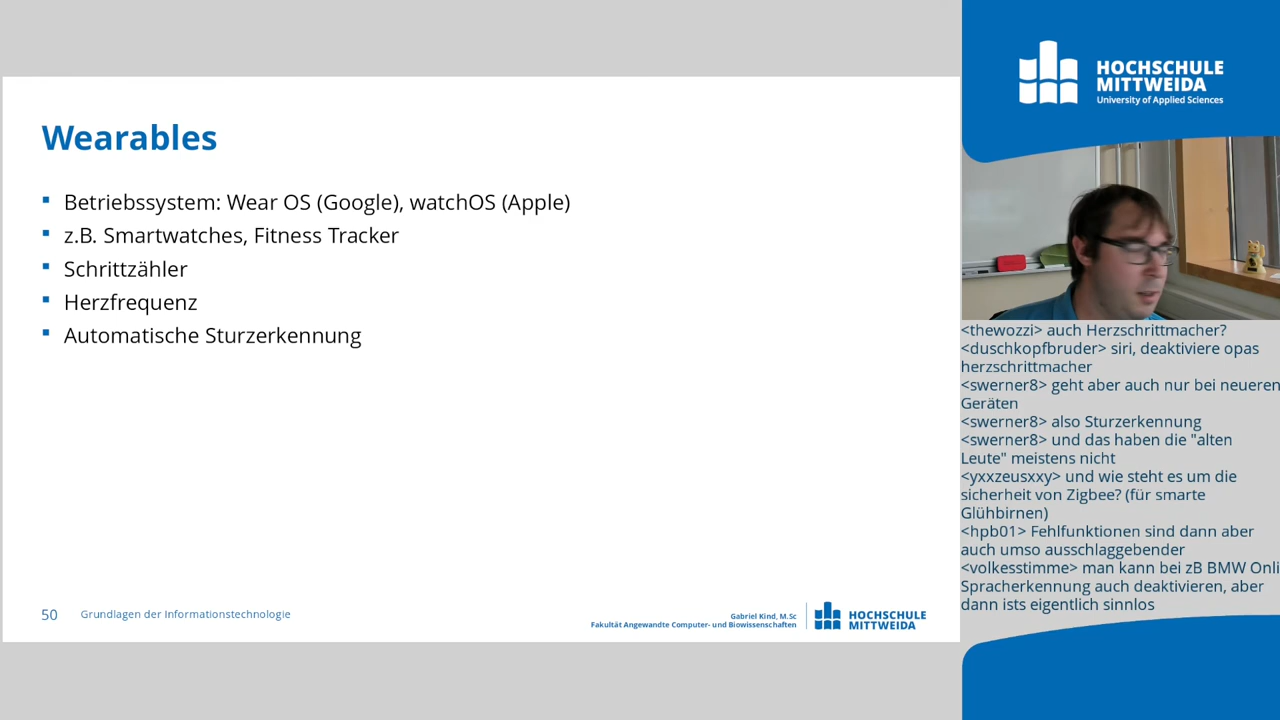 Wearables
Betriebssystem: Wear OS (Google), watchOS (Apple)
z.B. Smartwatches, Fitness Tracker
Schrittzähler
Herzfrequenz
Automatische Sturzerkennung
50
Grundlagen der Informationstechnologie
Gabriel Kind, M.Sc
Fakultät Angewandte Computer- und Biowissenschaften
HOCHSCHULE
MITTWEIDA
HOCHSCHULE
MITTWEIDA
University of Applied Sciences
<thewozzi> auch Herzschrittmacher?
<duschkopfbruder> siri, deaktiviere opas
herzschrittmacher
<swerner8> geht aber auch nur bei neueren
Geräten
<swerner8> also Sturzerkennung
<swerner8> und das haben die "alten
Leute" meistens nicht
<yxxzeusxxy> und wie steht es um die
sicherheit von Zigbee? (für smarte
Glühbirnen)
<hpb01> Fehlfunktionen sind dann aber
auch umso ausschlaggebender
<volkesstimme> man kann bei zB BMW Onli
Spracherkennung auch deaktivieren, aber
dann ists eigentlich sinnlos